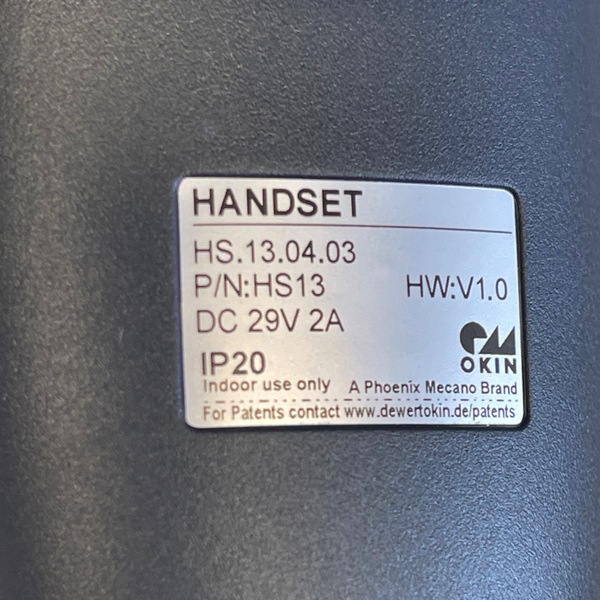 HANDSET
HS.13.04.03
P/N:HS13 HW:V1.0
DC 29V 2A
OKIN
IP20
Indoor use only A Phoenix Mecano Brand
For Patents contact www.dewertokin.de/patents